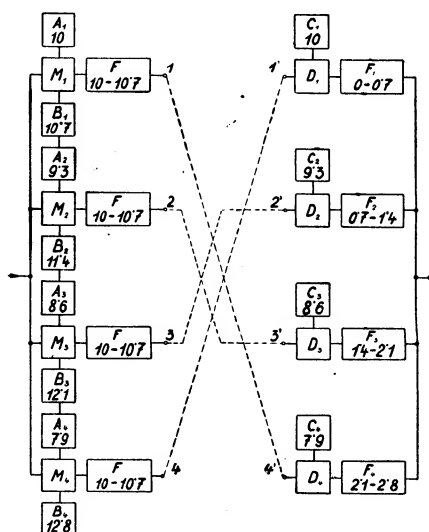 A₁
10
C₁
10
M₁
F
10–10·7
1
1'
D₁
F₁
0–0·7
B₁
10·7
A₂
9·3
C₂
9·3
M₂
F
10–10·7
2
2'
D₂
F₂
0·7–1·4
B₂
11·4
A₃
8·6
C₃
8·6
M₃
F
10–10·7
3
3'
D₃
F₃
1·4–2·1
B₃
12·1
A₄
7·9
C₄
7·9
M₄
F
10–10·7
4
4'
D₄
F₄
2·1–2·8
B₄
12·8